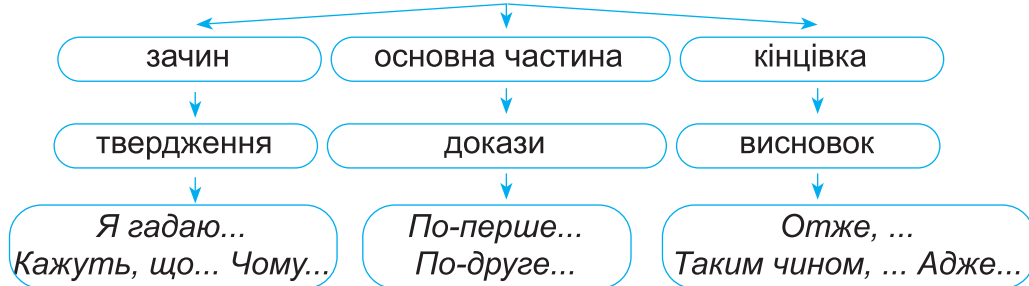 зачин основна частина кінцівка
твердження докази висновок
Я гадаю... По-перше... Отже, ...
Кажуть, що... Чому... По-друге... Таким чином, ... Адже...